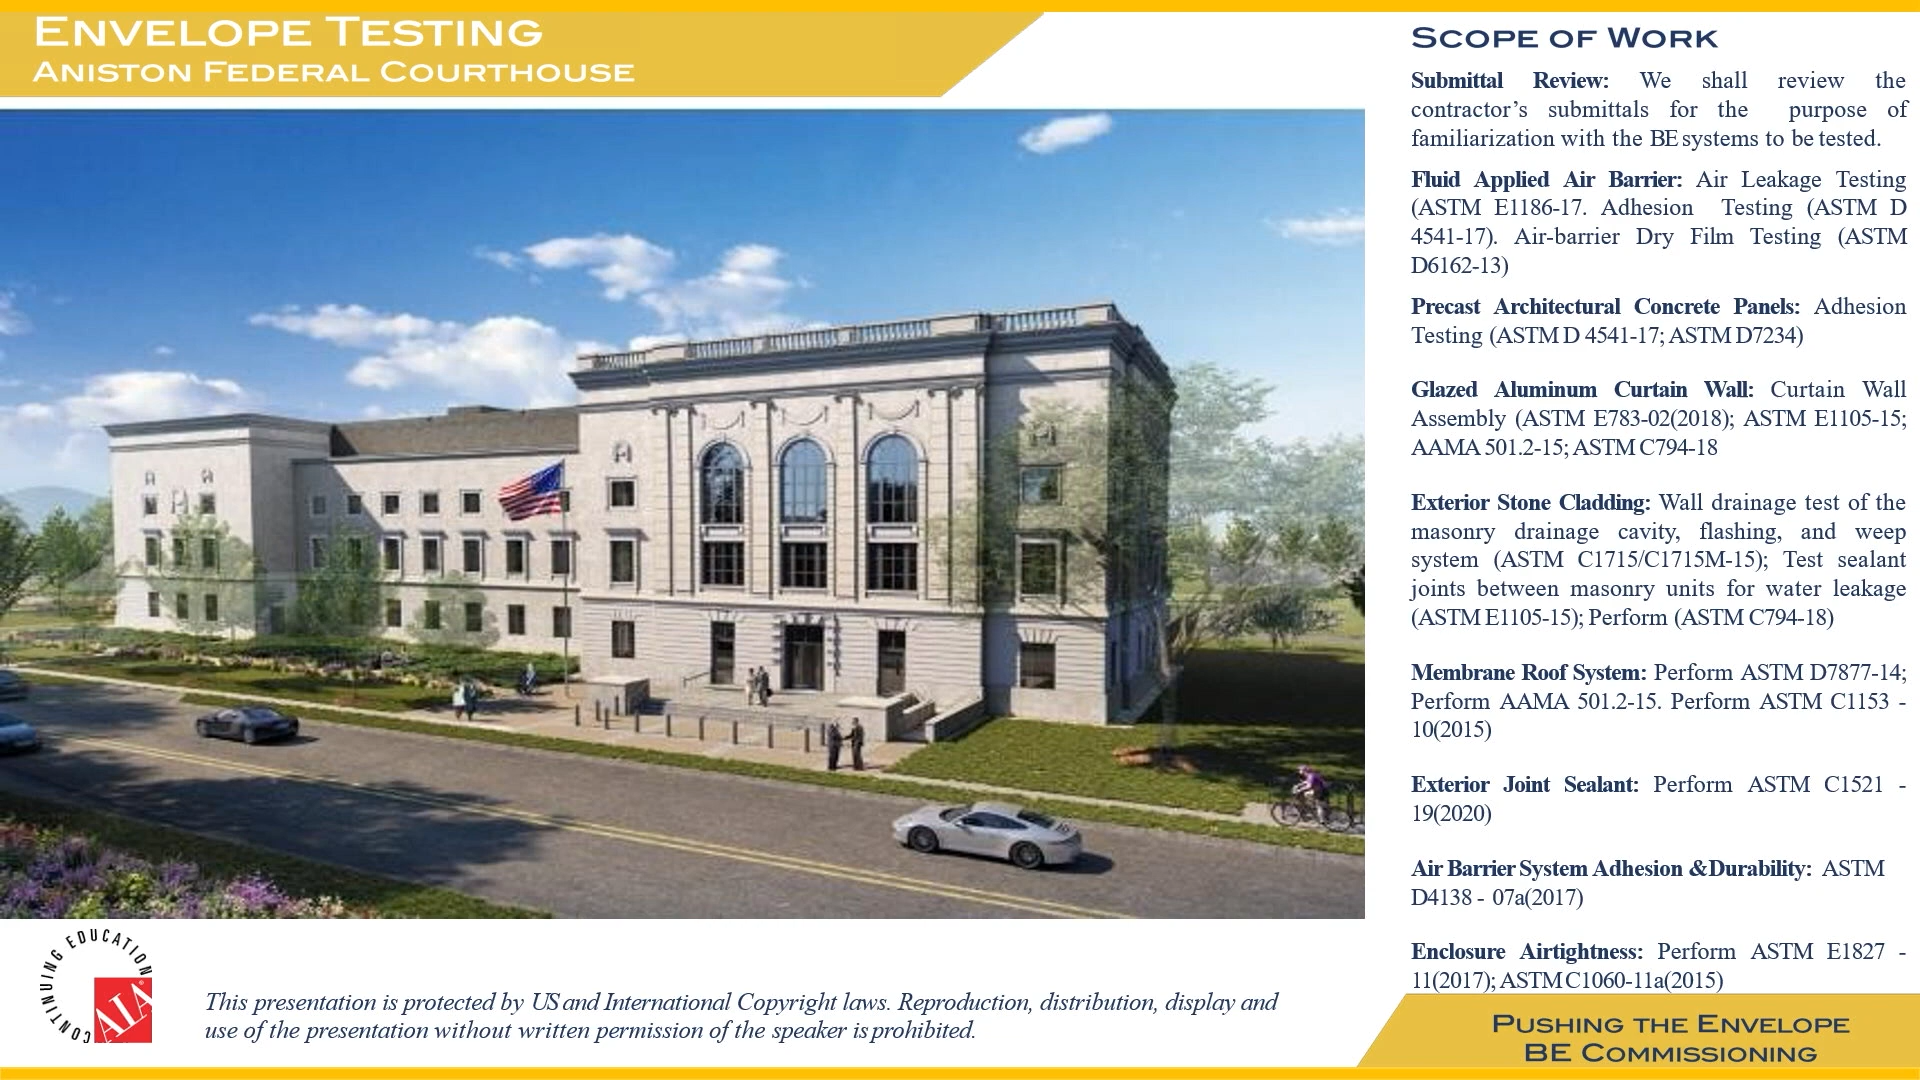 ENVELOPE TESTING
ANISTON FEDERAL COURTHOUSE
SCOPE OF WORK
Submittal Review: We shall review the
contractor's submittals for the purpose of
familiarization with the BE systems to be tested.
Fluid Applied Air Barrier: Air Leakage Testing
(ASTM E1186-17. Adhesion Testing (ASTM D
4541-17). Air-barrier Dry Film Testing (ASTM
D6162-13)
Precast Architectural Concrete Panels: Adhesion
Testing (ASTM D 4541-17; ASTM D7234)
Glazed Aluminum Curtain Wall: Curtain Wall
Assembly (ASTM E783-02(2018); ASTM E1105-15;
AAMA 501.2-15; ASTM C794-18
Exterior Stone Cladding: Wall drainage test of the
masonry drainage cavity, flashing, and weep
system (ASTM C1715/C1715M-15); Test sealant
joints between masonry units for water leakage
(ASTM E1105-15); Perform (ASTM C794-18)
Membrane Roof System: Perform ASTM D7877-14;
Perform AAMA 501.2-15. Perform ASTM C1153 -
10(2015)
Exterior Joint Sealant: Perform ASTM C1521 -
19(2020)
Air Barrier System Adhesion & Durability: ASTM
D4138 - 07a(2017)
Enclosure Airtightness: Perform ASTM E1827 -
11(2017); ASTM C1060-11a(2015)
CONTINUING EDUCATION
AIA
This presentation is protected by US and International Copyright laws. Reproduction, distribution, display and
use of the presentation without written permission of the speaker is prohibited.
PUSHING THE ENVELOPE
BE COMMISSIONING